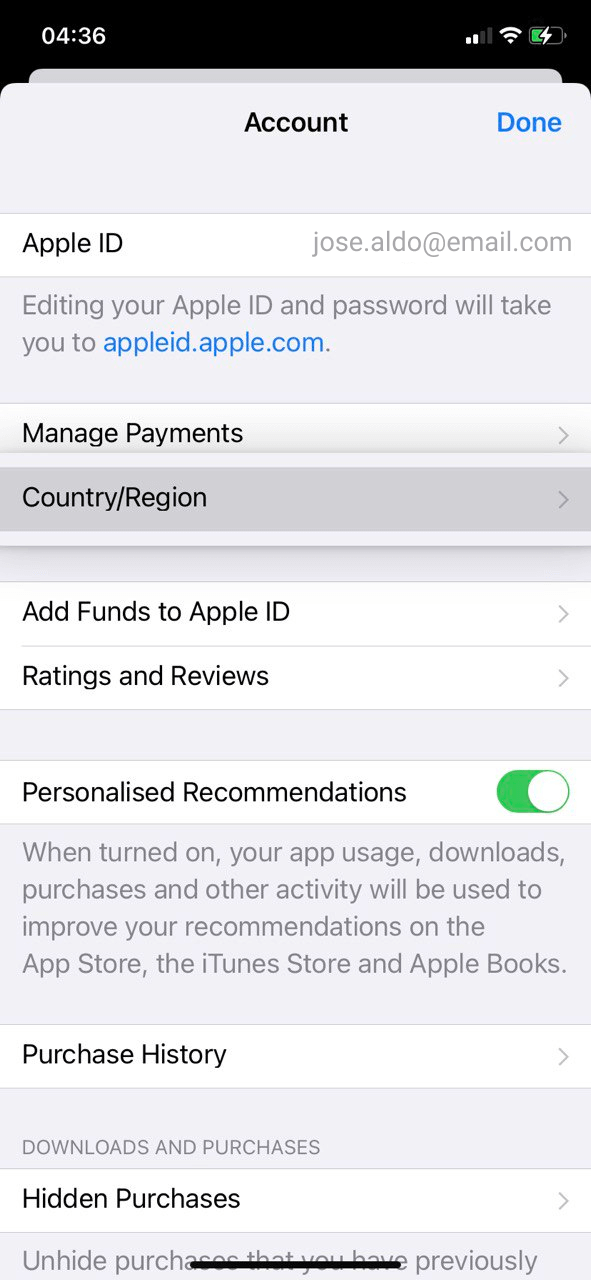 04:36
Account
Done
Apple ID
jose.aldo@email.com
Editing your Apple ID and password will take
you to appleid.apple.com.
Manage Payments
Country/Region
Add Funds to Apple ID
Ratings and Reviews
Personalised Recommendations
When turned on, your app usage, downloads,
purchases and other activity will be used to
improve your recommendations on the
App Store, the iTunes Store and Apple Books.
Purchase History
DOWNLOADS AND PURCHASES
Hidden Purchases
Unhide purchases that you have previously